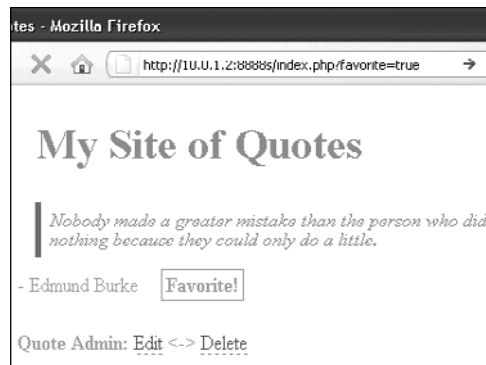 tes - Mozilla Firefox
http://10.0.1.2:8888s/index.php?favorite=true
My Site of Quotes
Nobody made a greater mistake than the person who did
nothing because they could only do a little.
- Edmund Burke Favorite!
Quote Admin: Edit <-> Delete